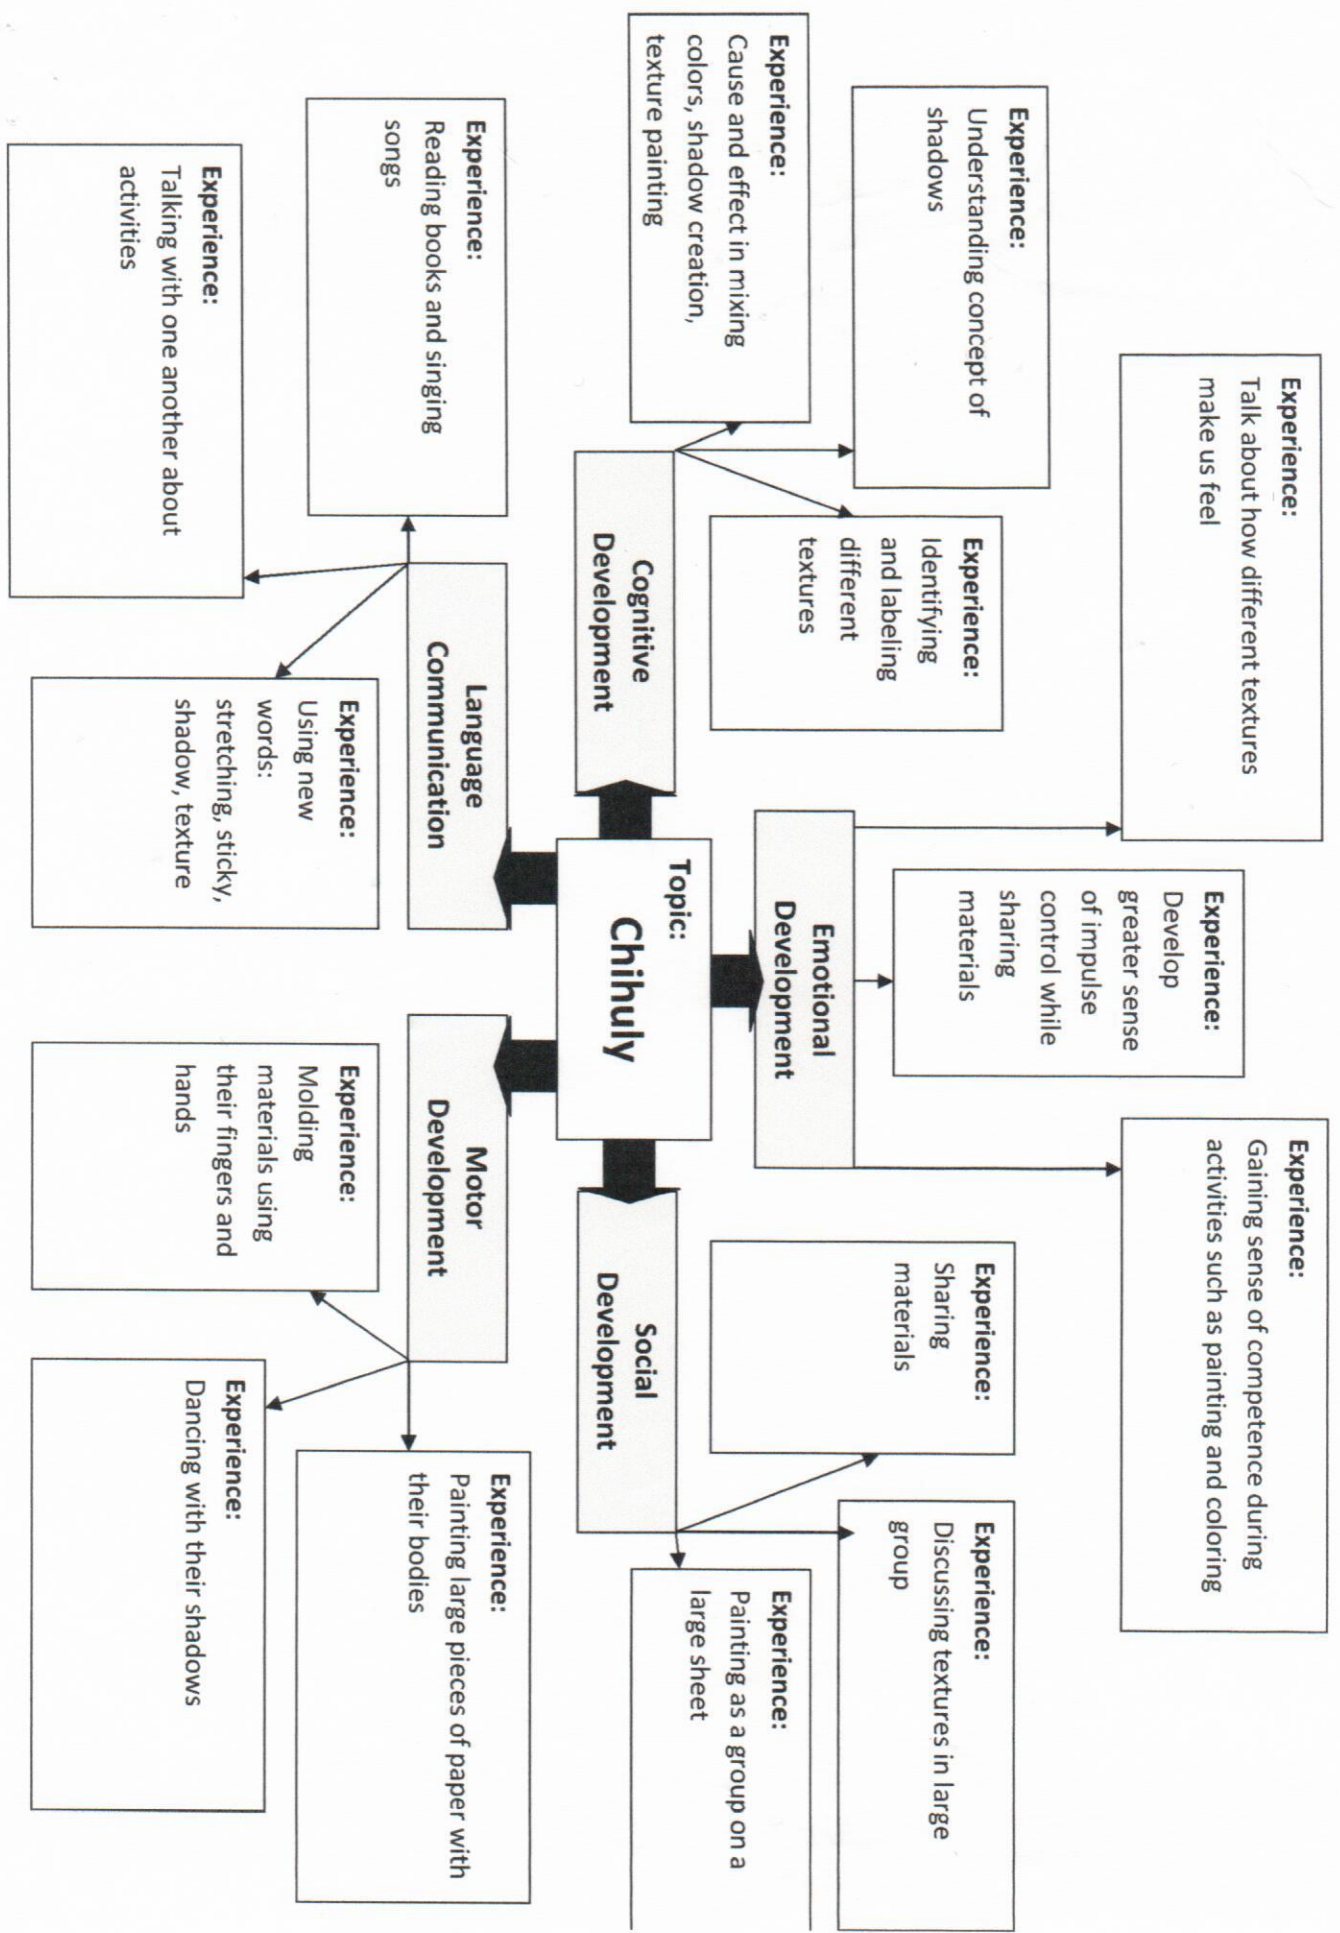 Experience:
Talk about how different textures
make us feel
Experience:
Develop
greater sense
of impulse
control while
sharing
materials
Experience:
Gaining sense of competence during
activities such as painting and coloring
Experience:
Understanding concept of
shadows
Experience:
Identifying
and labeling
different
textures
Experience:
Sharing
materials
Experience:
Discussing textures in large
group
Experience:
Cause and effect in mixing
colors, shadow creation,
texture painting
Emotional
Development
Experience:
Painting as a group on a
large sheet
Cognitive
Development
Topic:
Chihuly
Social
Development
Experience:
Reading books and singing
songs
Language
Communication
Motor
Development
Experience:
Painting large pieces of paper with
their bodies
Experience:
Talking with one another about
activities
Experience:
Using new
words:
stretching, sticky,
shadow, texture
Experience:
Molding
materials using
their fingers and
hands
Experience:
Dancing with their shadows